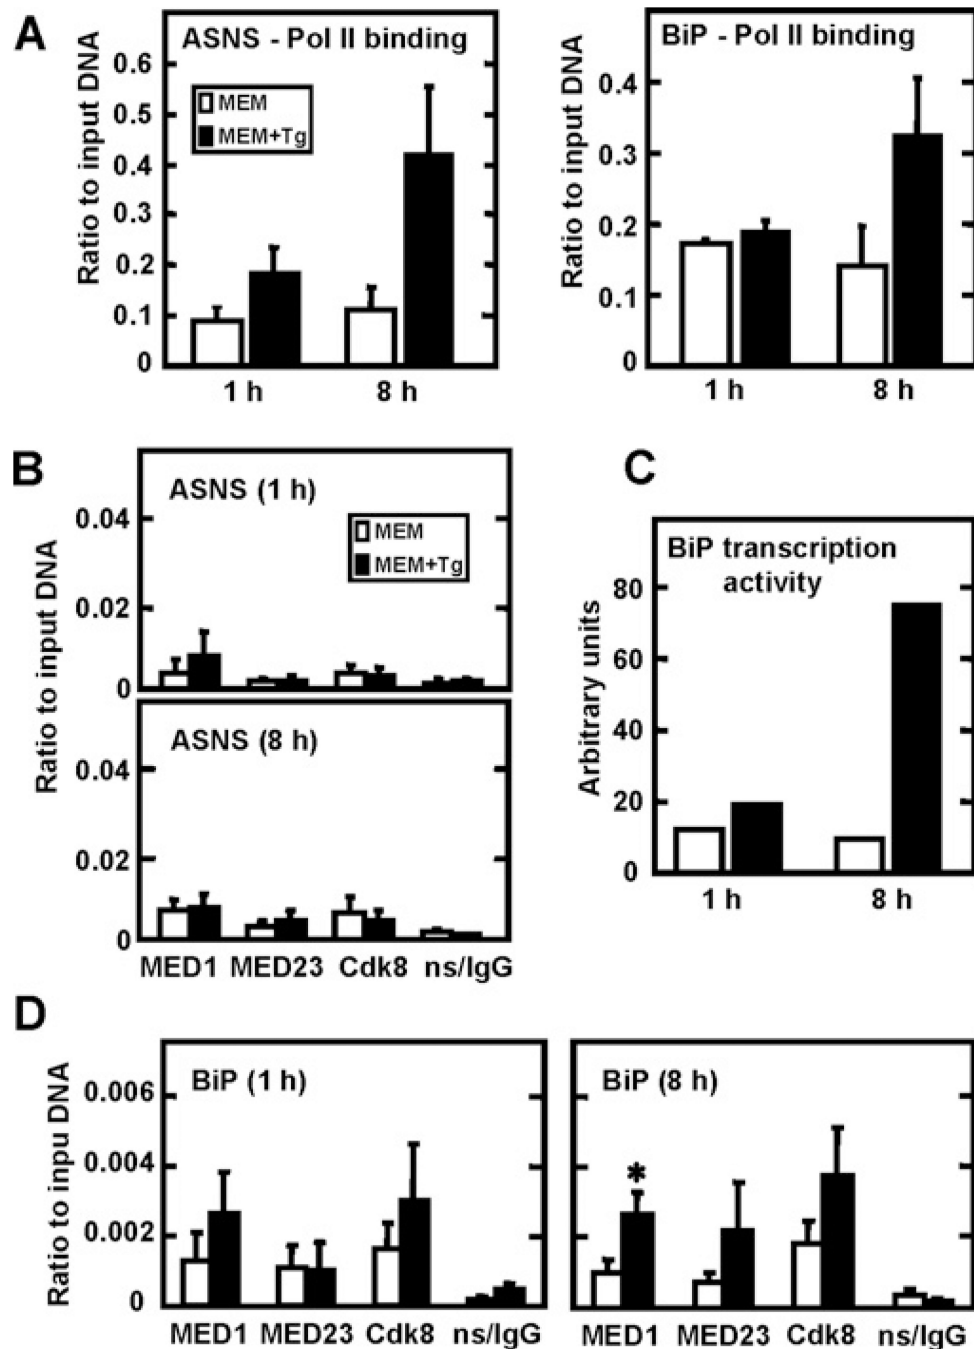 A
ASNS - Pol II binding
Ratio to input DNA
0.6
0.5
0.4
0.3
0.2
0.1
0
MEM
MEM+Tg
1 h 8 h
BiP - Pol II binding
Ratio to input DNA
0.4
0.3
0.2
0.1
0
1 h 8 h
B
Ratio to input DNA
ASNS (1 h)
0.04
0.02
0
MEM
MEM+Tg
ASNS (8 h)
0.04
0.02
0
MED1 MED23 Cdk8 ns/IgG
C
BiP transcription
activity
Arbitrary units
80
60
40
20
0
1 h 8 h
D
Ratio to inpu DNA
BiP (1 h)
0.006
0.004
0.002
0
MED1 MED23 Cdk8 ns/IgG
BiP (8 h)
*
MED1 MED23 Cdk8 ns/IgG